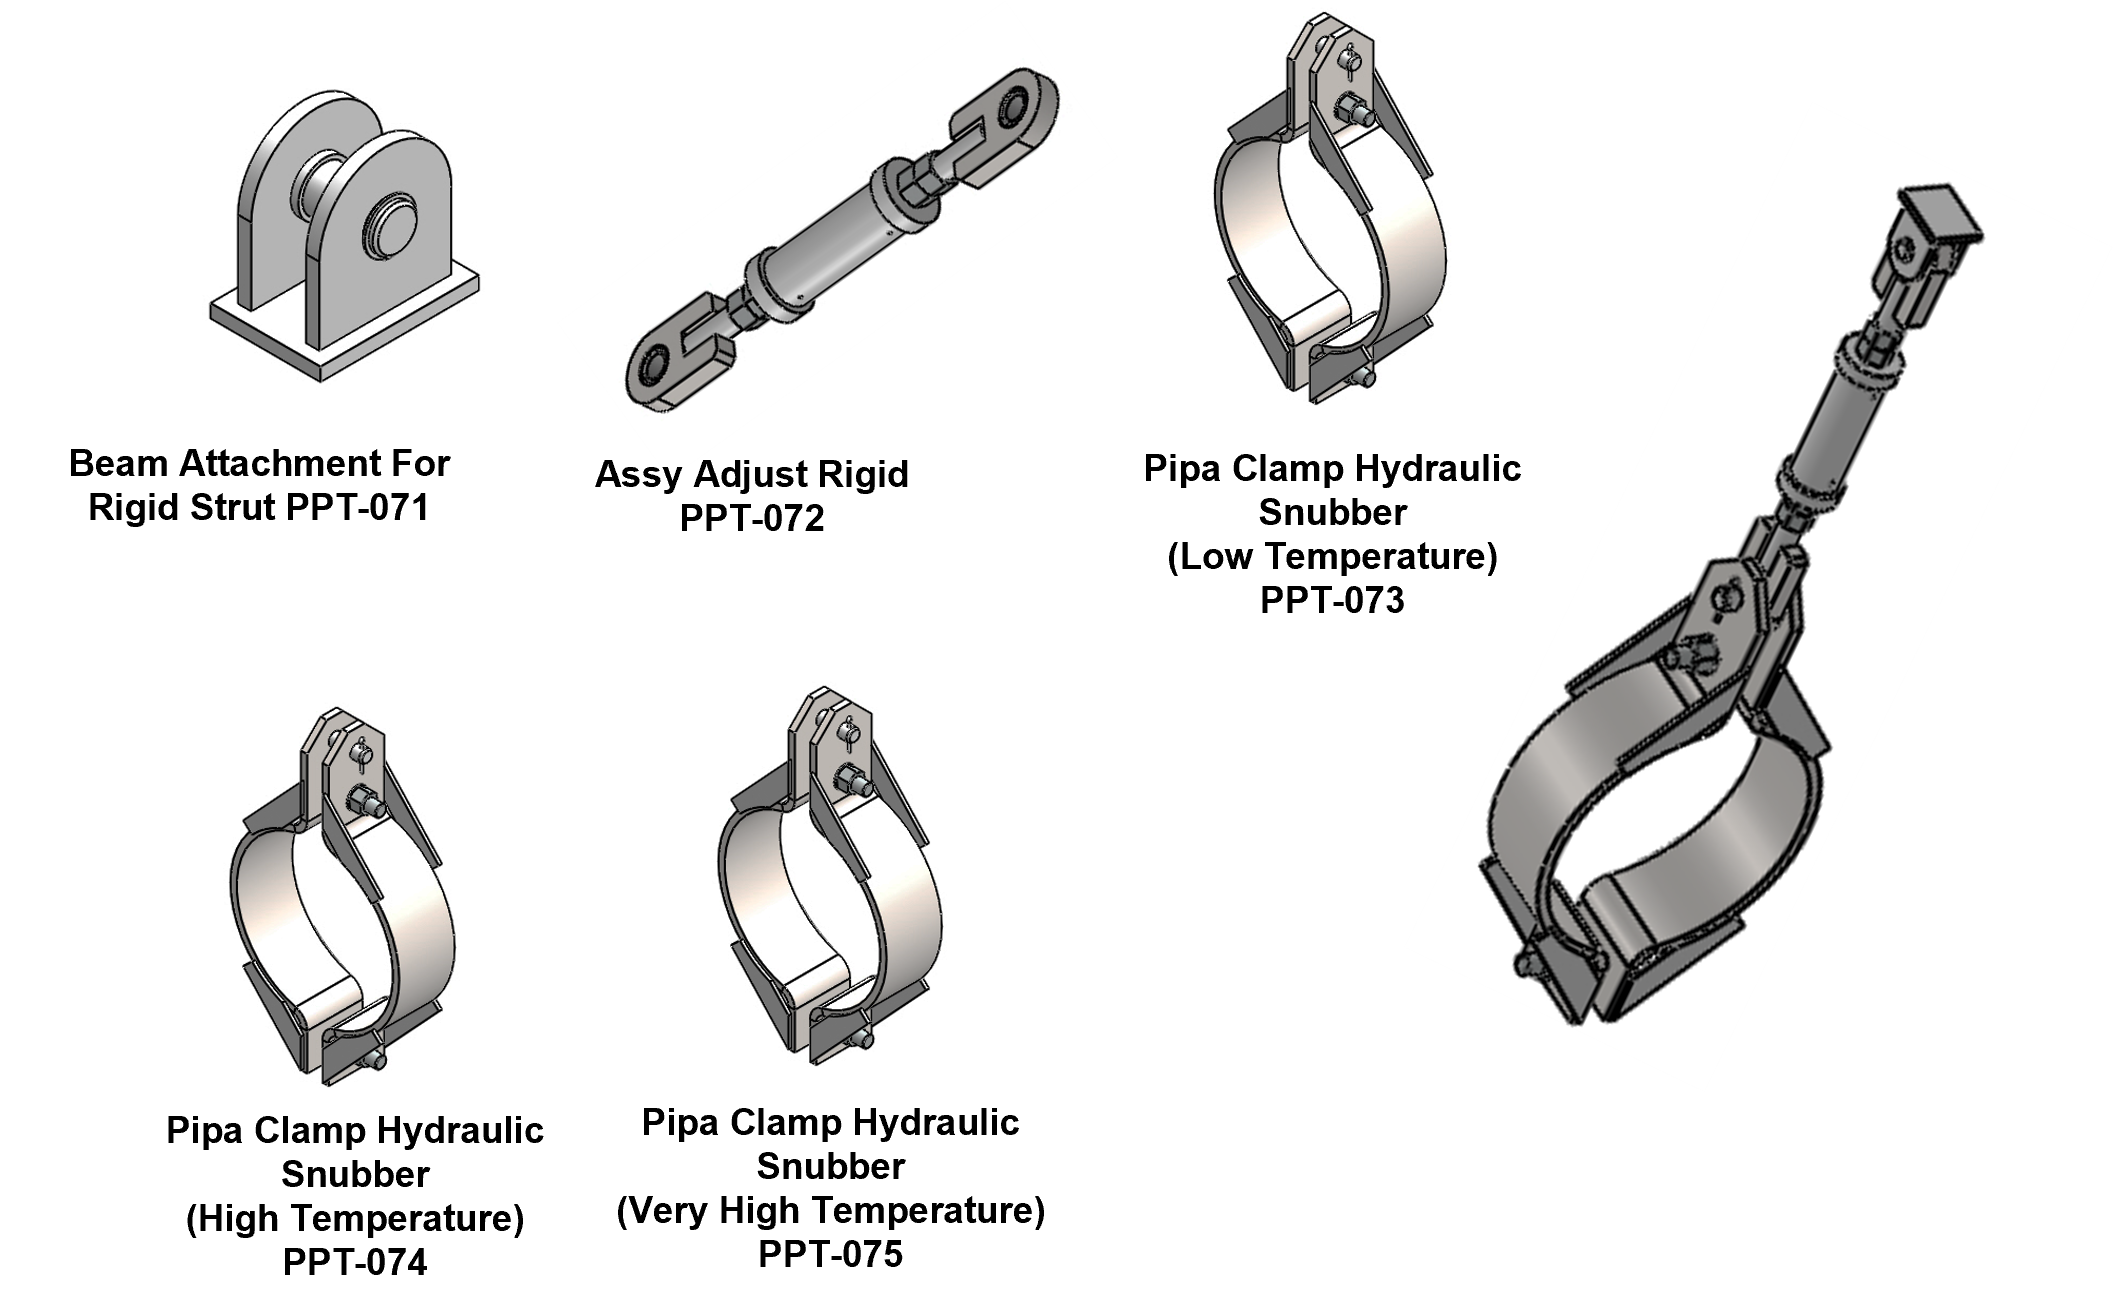 Beam Attachment For
Rigid Strut PPT-071
Assy Adjust Rigid
PPT-072
Pipa Clamp Hydraulic
Snubber
(Low Temperature)
PPT-073
Pipa Clamp Hydraulic
Snubber
(High Temperature)
PPT-074
Pipa Clamp Hydraulic
Snubber
(Very High Temperature)
PPT-075